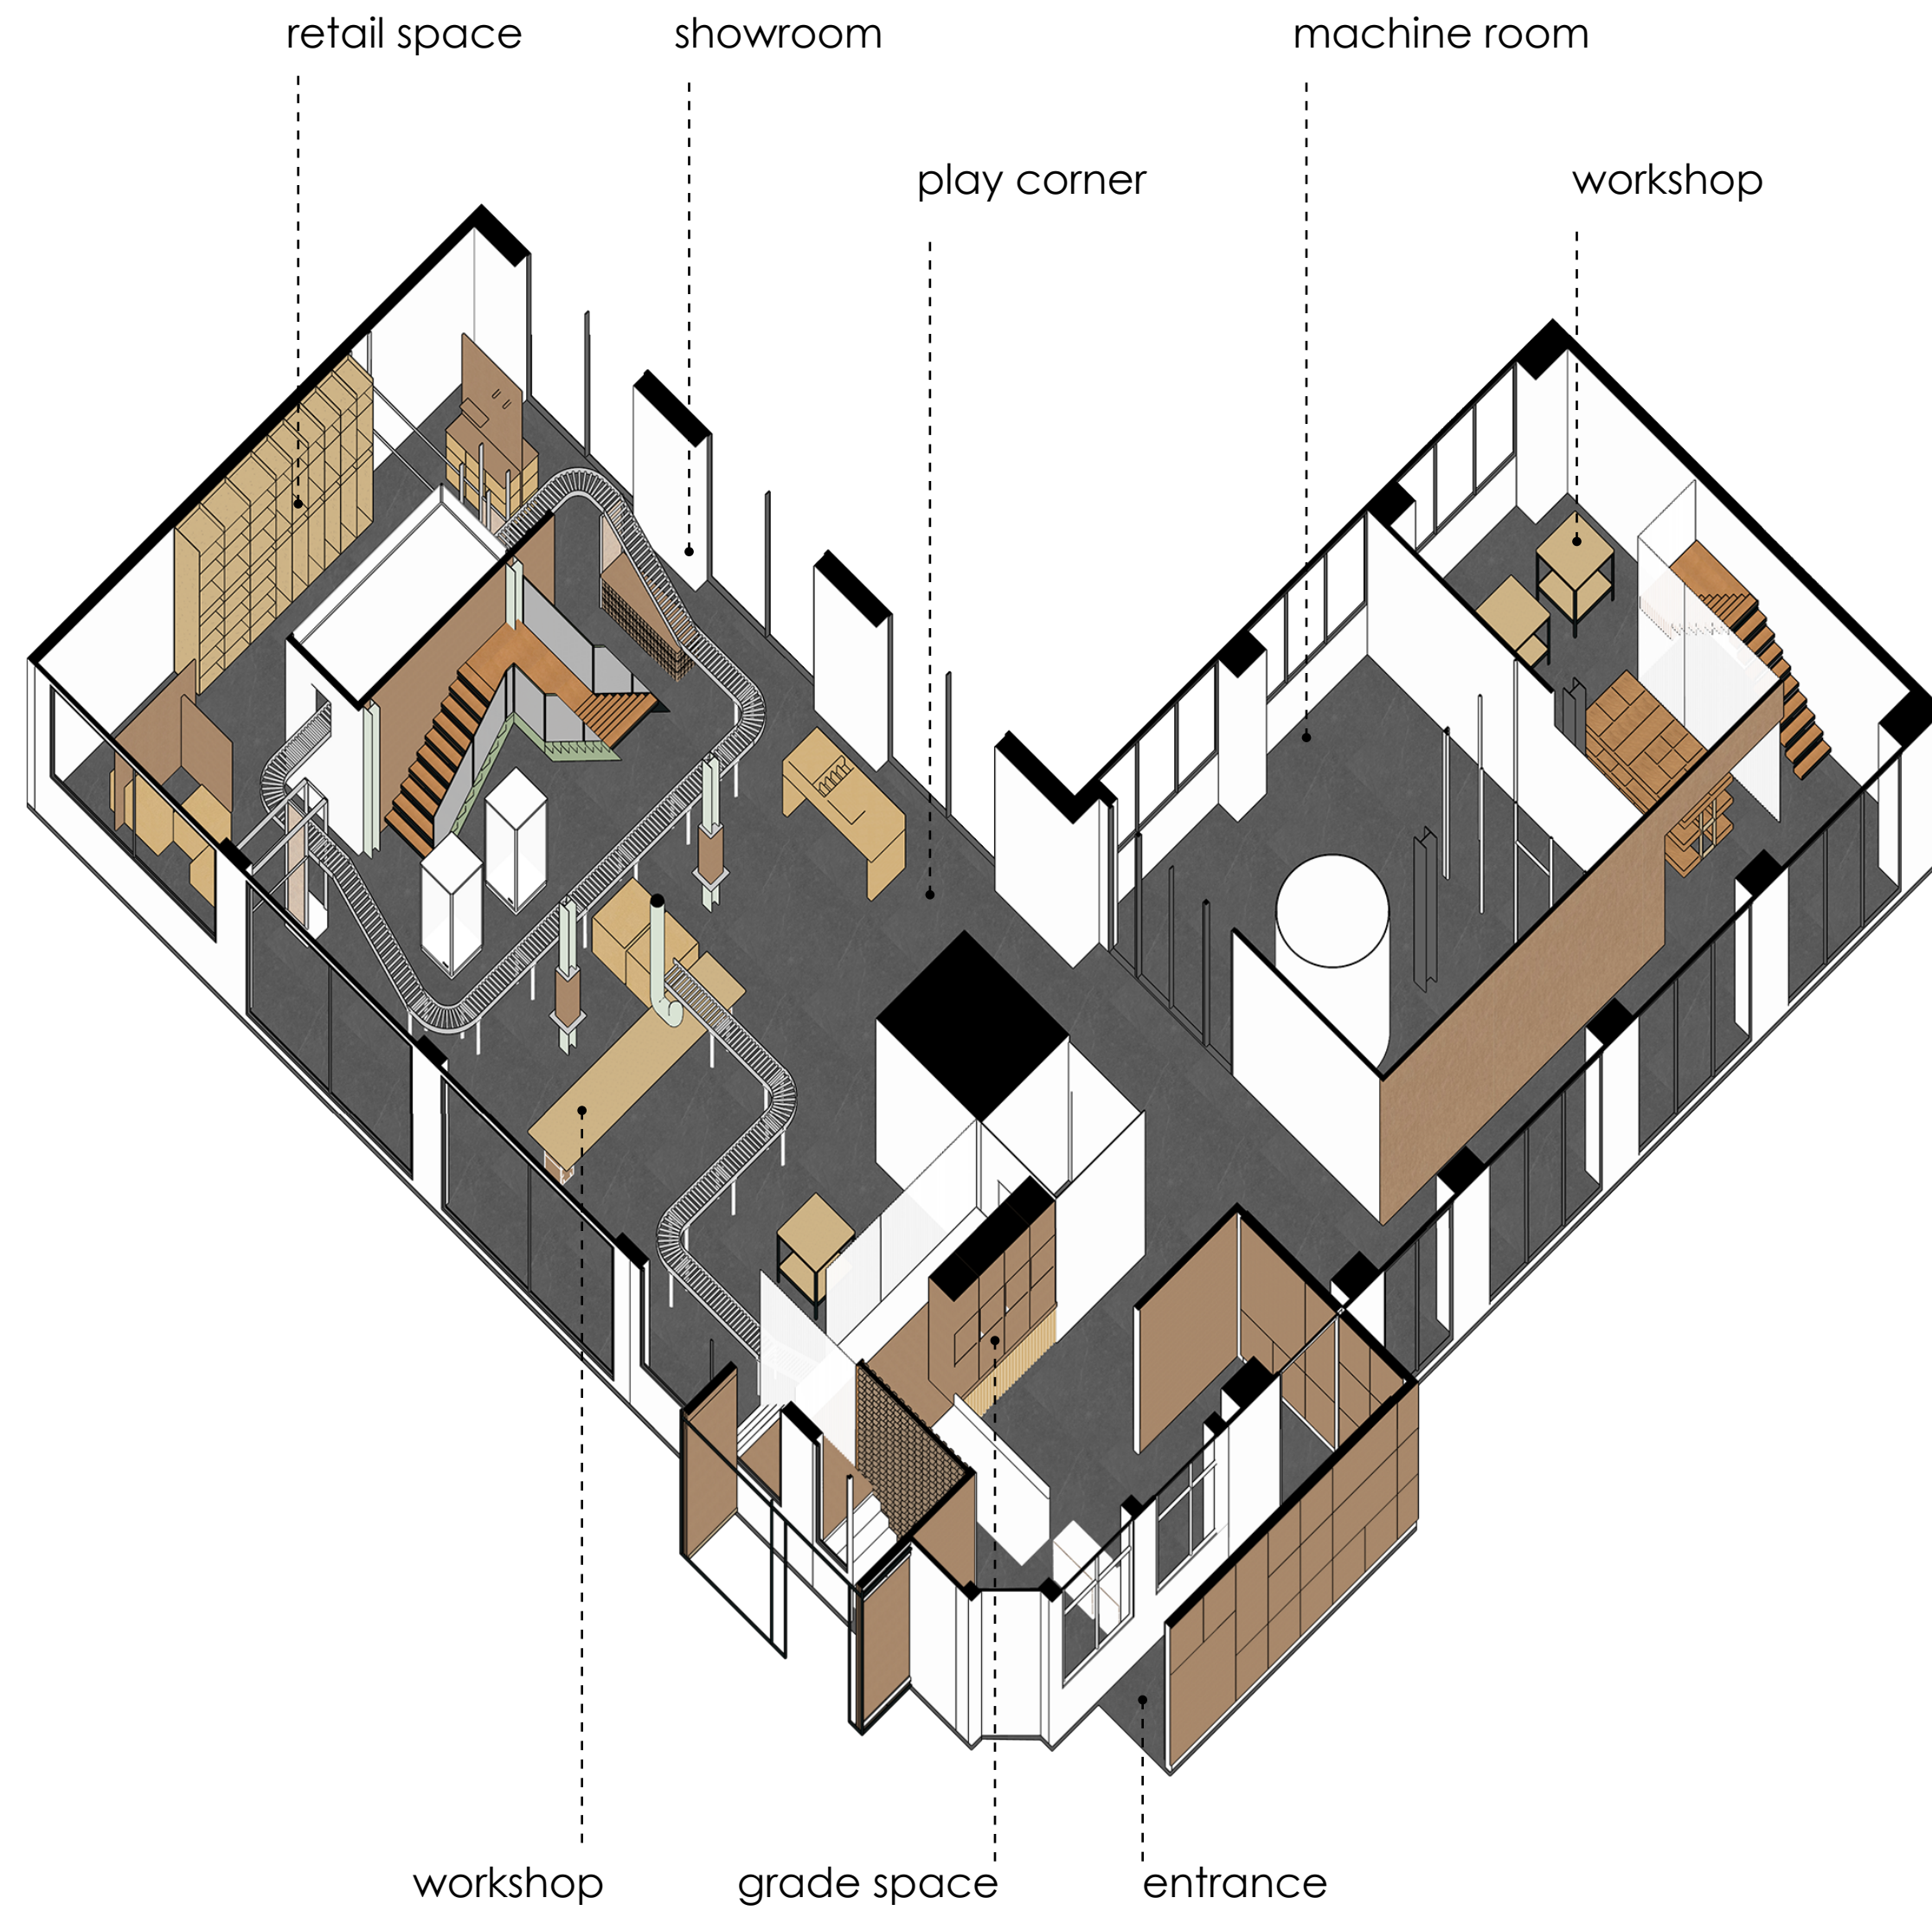 retail space
showroom
machine room
play corner
workshop
workshop
grade space
entrance